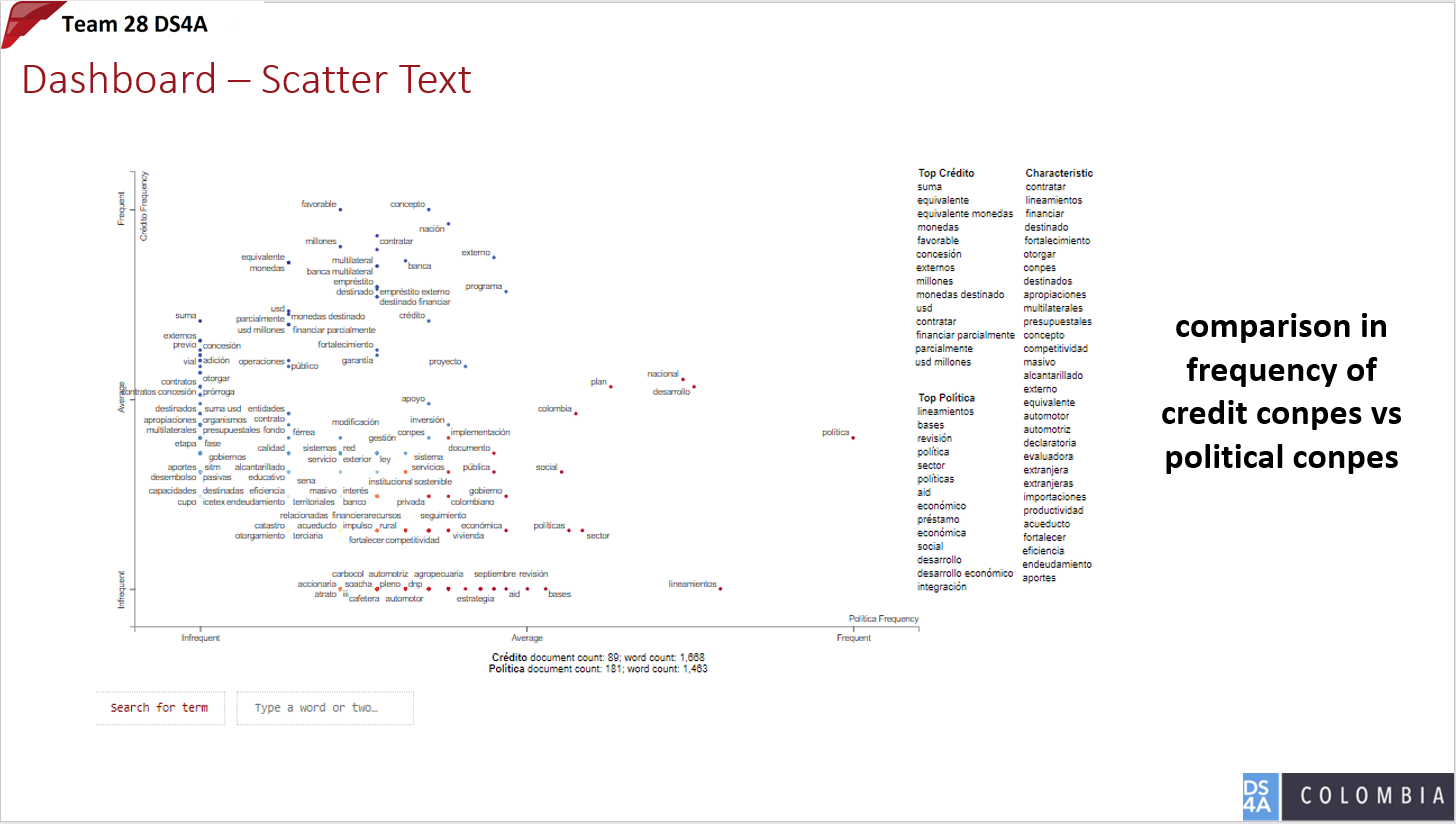 Team 28 DS4A
Dashboard – Scatter Text
Frequent
Crédito Frequency
Average
Infrequent
favorable
concepto
nación
millones
contratar
equivalente
monedas
multilateral
banca multilateral
banca
externo
empréstito
destinado
empréstito externo
destinado financiar
programa
suma
usd
parcialmente
monedas destinado
usd millones
financiar parcialmente
crédito
externos
previo
concesión
fortalecimiento
vial
adición
operaciones
público
garantía
proyecto
contratos
otorgar
contratos concesión
prórroga
plan
nacional
desarrollo
apoyo
destinados
suma usd
entidades
colombia
apropiaciones
organismos
contrato
modificación
inversión
multilaterales
presupuestales
fondo
férrea
gestión
conpes
implementación
política
etapa
fase
calidad
sistemas
red
documento
gobiernos
servicio
exterior
ley
sistema
aportes
sitm
alcantarillado
servicios
pública
social
desembolso
pasivas
educativo
sena
institucional
sostenible
capacidades
destinadas
eficiencia
masivo
interés
gobierno
cupo
icetex
endeudamiento
territoriales
banco
privada
colombiano
relacionadas
financiera
recursos
seguimiento
catastro
acueducto
impulso
rural
económica
políticas
otorgamiento
terciaria
fortalecer
competitividad
vivienda
sector
carbocol
automotriz
agropecuaria
septiembre
revisión
accionaria
soacha
pleno
dnp
lineamientos
atrato
iii
cafetera
automotor
estrategia
aid
bases
Política Frequency
Infrequent
Average
Frequent
Crédito document count: 89; word count: 1,668
Política document count: 181; word count: 1,463
Search for term
Type a word or two…
Top Crédito
suma
equivalente
equivalente monedas
monedas
favorable
concesión
externos
millones
monedas destinado
usd
contratar
financiar parcialmente
parcialmente
usd millones
Top Política
lineamientos
bases
revisión
política
sector
políticas
aid
económico
préstamo
económica
social
desarrollo
desarrollo económico
integración
Characteristic
contratar
lineamientos
financiar
destinado
fortalecimiento
otorgar
conpes
destinados
apropiaciones
multilaterales
presupuestales
concepto
competitividad
masivo
alcantarillado
externo
equivalente
automotor
automotriz
declaratoria
evaluadora
extranjera
extranjeras
importaciones
productividad
acueducto
fortalecer
eficiencia
endeudamiento
aportes
comparison in
frequency of
credit conpes vs
political conpes
DS
4A
COLOMBIA